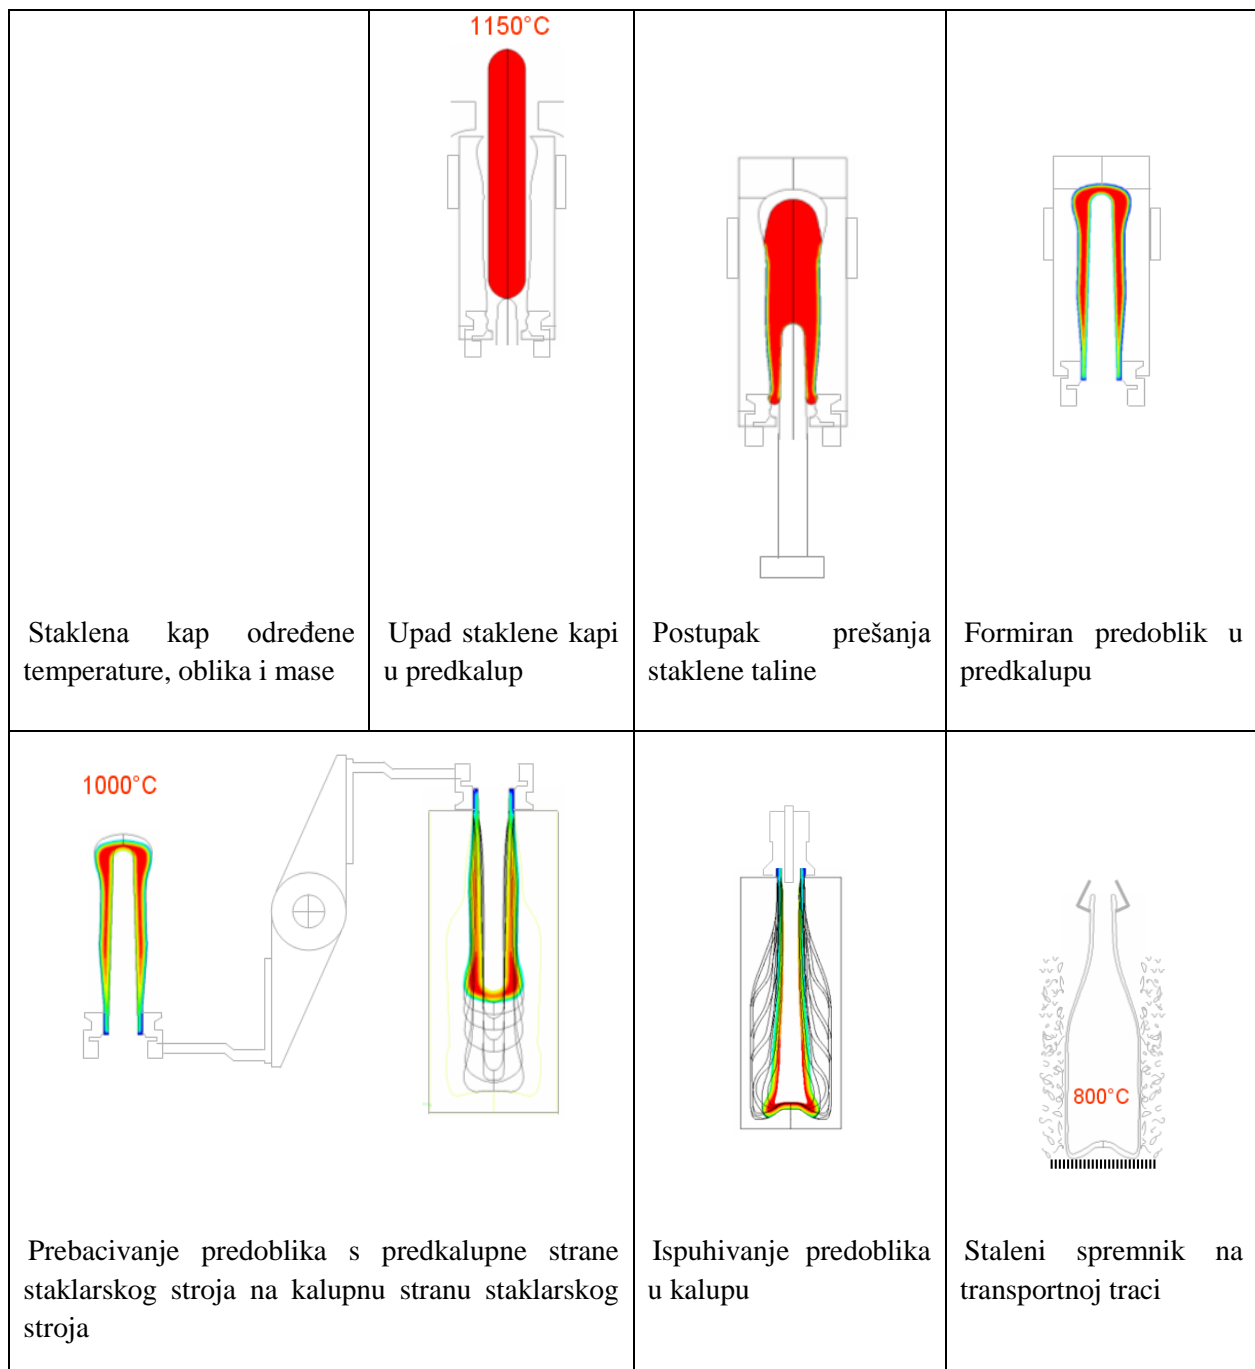 1150°C
Staklena kap određene
temperature, oblika i mase
Upad staklene kapi
u predkalup
Postupak prešanja
staklene taline
Formiran predoblik u
predkalupu
1000°C
Prebacivanje predoblika s predkalupne strane
staklarskog stroja na kalupnu stranu staklarskog
stroja
Ispuhivanje predoblika
u kalupu
800°C
Staleni spremnik na
transportnoj traci